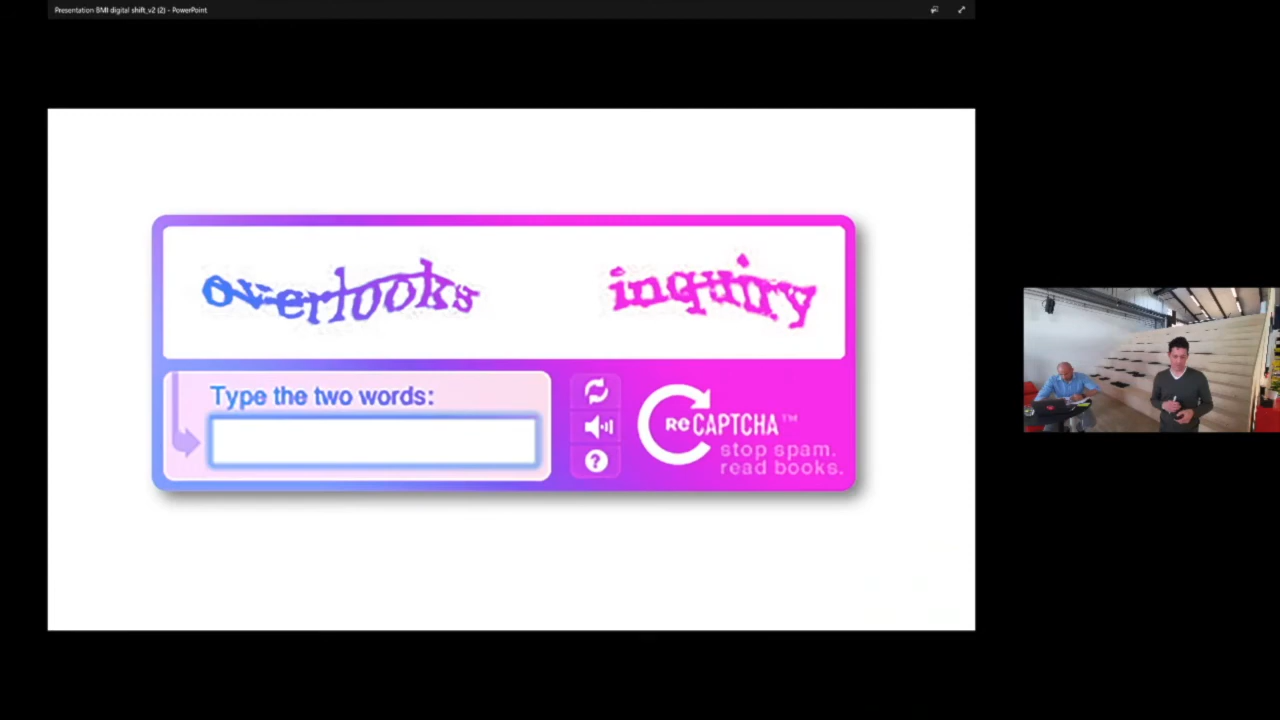 Presentation BMI digital shift_v2 (2) - PowerPoint
overlooks inquiry
Type the two words:
ReCAPTCHA™
stop spam.
read books.
?